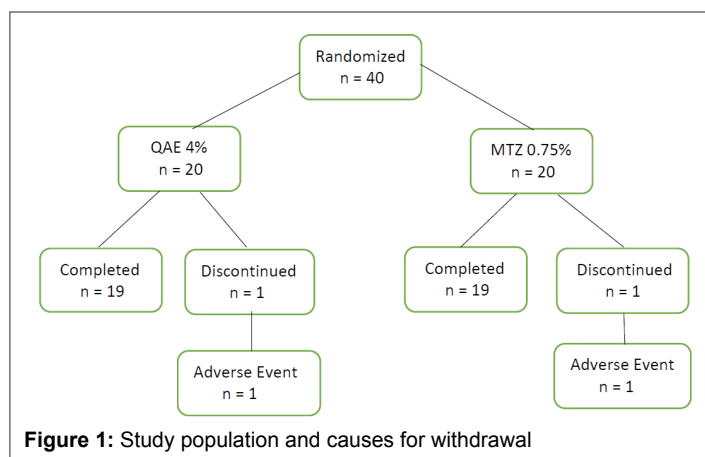 Randomized
n = 40
QAE 4%
n = 20
MTZ 0.75%
n = 20
Completed
n = 19
Discontinued
n = 1
Completed
n = 19
Discontinued
n = 1
Adverse Event
n = 1
Adverse Event
n = 1
Figure 1: Study population and causes for withdrawal